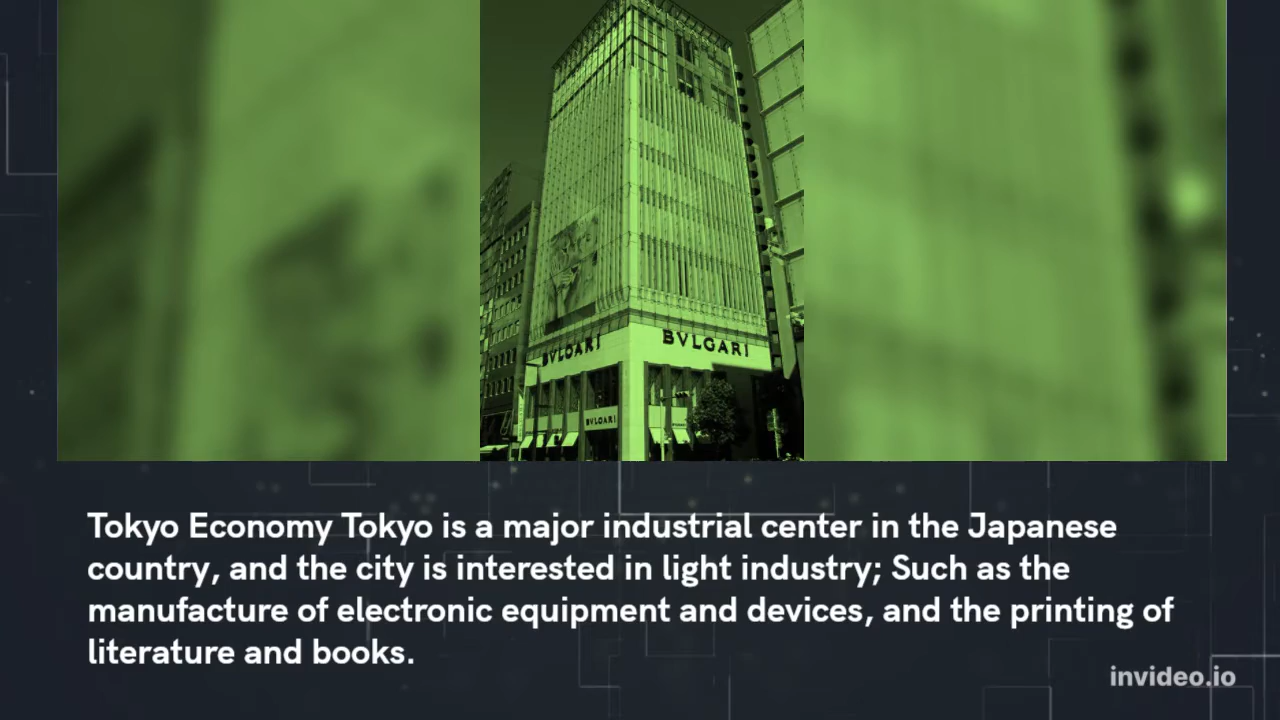 BVLGARI
BVLGARI
BVLGARI
Tokyo Economy Tokyo is a major industrial center in the Japanese
country, and the city is interested in light industry; Such as the
manufacture of electronic equipment and devices, and the printing of
literature and books.
invideo.io